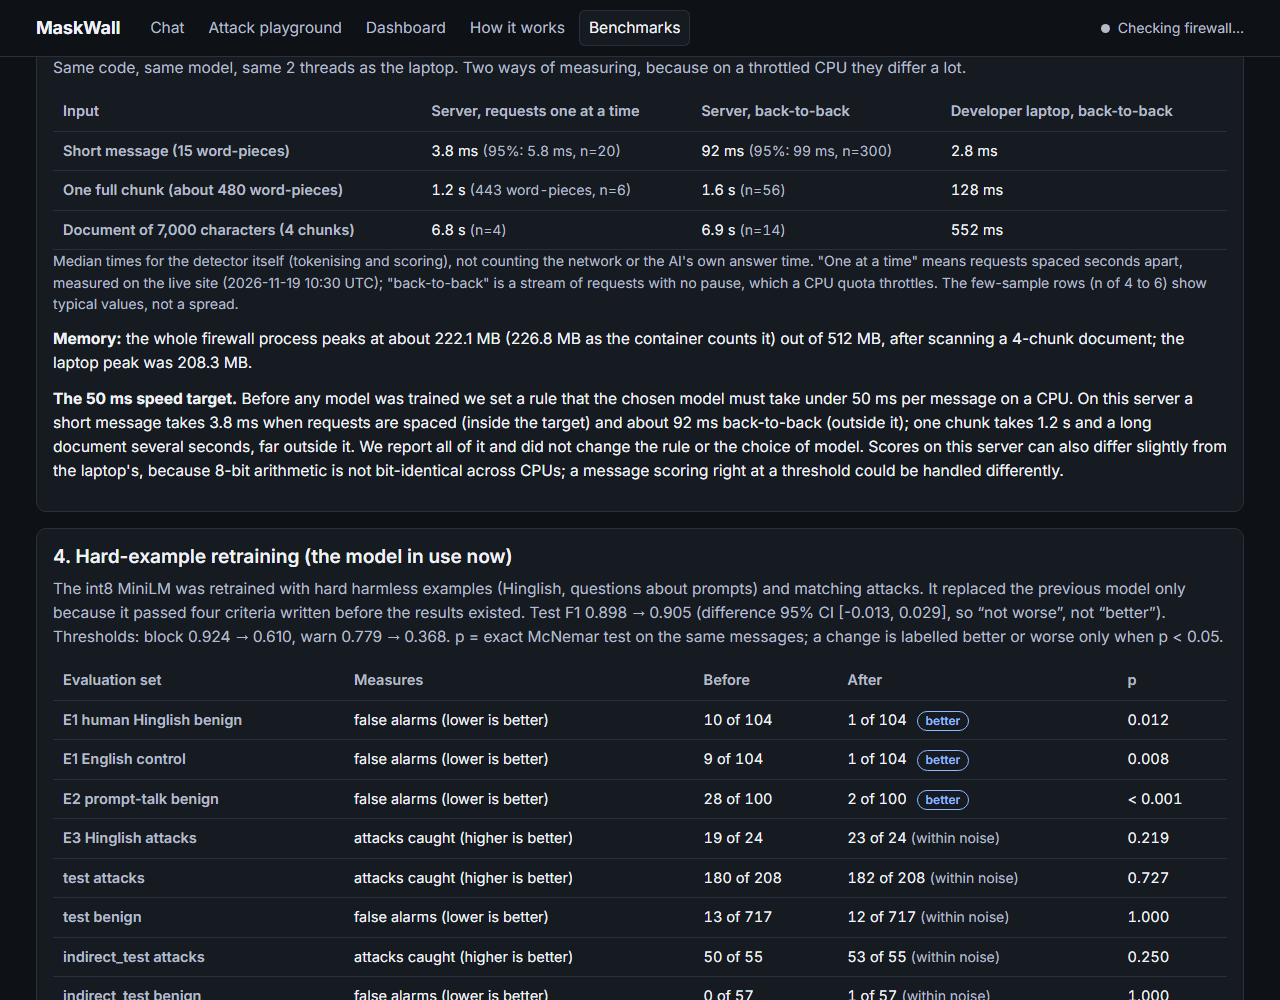 MaskWall Chat Attack playground Dashboard How it works Benchmarks Checking firewall...
Same code, same model, same 2 threads as the laptop. Two ways of measuring, because on a throttled CPU they differ a lot.
Input Server, requests one at a time Server, back-to-back Developer laptop, back-to-back
Short message (15 word-pieces) 3.8 ms (95%: 5.8 ms, n=20) 92 ms (95%: 99 ms, n=300) 2.8 ms
One full chunk (about 480 word-pieces) 1.2 s (443 word-pieces, n=6) 1.6 s (n=56) 128 ms
Document of 7,000 characters (4 chunks) 6.8 s (n=4) 6.9 s (n=14) 552 ms
Median times for the detector itself (tokenising and scoring), not counting the network or the AI's own answer time. "One at a time" means requests spaced seconds apart,
measured on the live site (2026-11-19 10:30 UTC); "back-to-back" is a stream of requests with no pause, which a CPU quota throttles. The few-sample rows (n of 4 to 6) show
typical values, not a spread.
Memory: the whole firewall process peaks at about 222.1 MB (226.8 MB as the container counts it) out of 512 MB, after scanning a 4-chunk document; the
laptop peak was 208.3 MB.
The 50 ms speed target. Before any model was trained we set a rule that the chosen model must take under 50 ms per message on a CPU. On this server a
short message takes 3.8 ms when requests are spaced (inside the target) and about 92 ms back-to-back (outside it); one chunk takes 1.2 s and a long
document several seconds, far outside it. We report all of it and did not change the rule or the choice of model. Scores on this server can also differ slightly from
the laptop's, because 8-bit arithmetic is not bit-identical across CPUs; a message scoring right at a threshold could be handled differently.
4. Hard-example retraining (the model in use now)
The int8 MiniLM was retrained with hard harmless examples (Hinglish, questions about prompts) and matching attacks. It replaced the previous model only
because it passed four criteria written before the results existed. Test F1 0.898 → 0.905 (difference 95% CI [-0.013, 0.029], so “not worse”, not “better”).
Thresholds: block 0.924 → 0.610, warn 0.779 → 0.368. p = exact McNemar test on the same messages; a change is labelled better or worse only when p < 0.05.
Evaluation set Measures Before After p
E1 human Hinglish benign false alarms (lower is better) 10 of 104 1 of 104 better 0.012
E1 English control false alarms (lower is better) 9 of 104 1 of 104 better 0.008
E2 prompt-talk benign false alarms (lower is better) 28 of 100 2 of 100 better < 0.001
E3 Hinglish attacks attacks caught (higher is better) 19 of 24 23 of 24 (within noise) 0.219
test attacks attacks caught (higher is better) 180 of 208 182 of 208 (within noise) 0.727
test benign false alarms (lower is better) 13 of 717 12 of 717 (within noise) 1.000
indirect_test attacks attacks caught (higher is better) 50 of 55 53 of 55 (within noise) 0.250
indirect_test benign false alarms (lower is better) 0 of 57 1 of 57 (within noise) 1.000